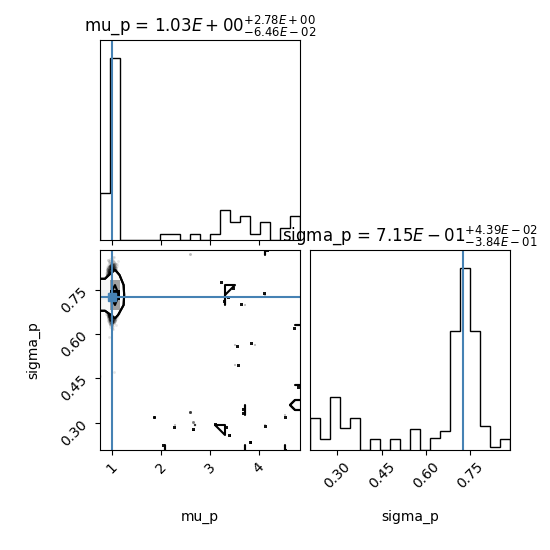 mu_p = 1.03E+00+2.78E+00−6.46E−02
sigma_p = 7.15E−01+4.39E−02−3.84E−01
sigma_p
0.75
0.60
0.45
0.30
1
2
3
4
mu_p
0.30
0.45
0.60
0.75
sigma_p